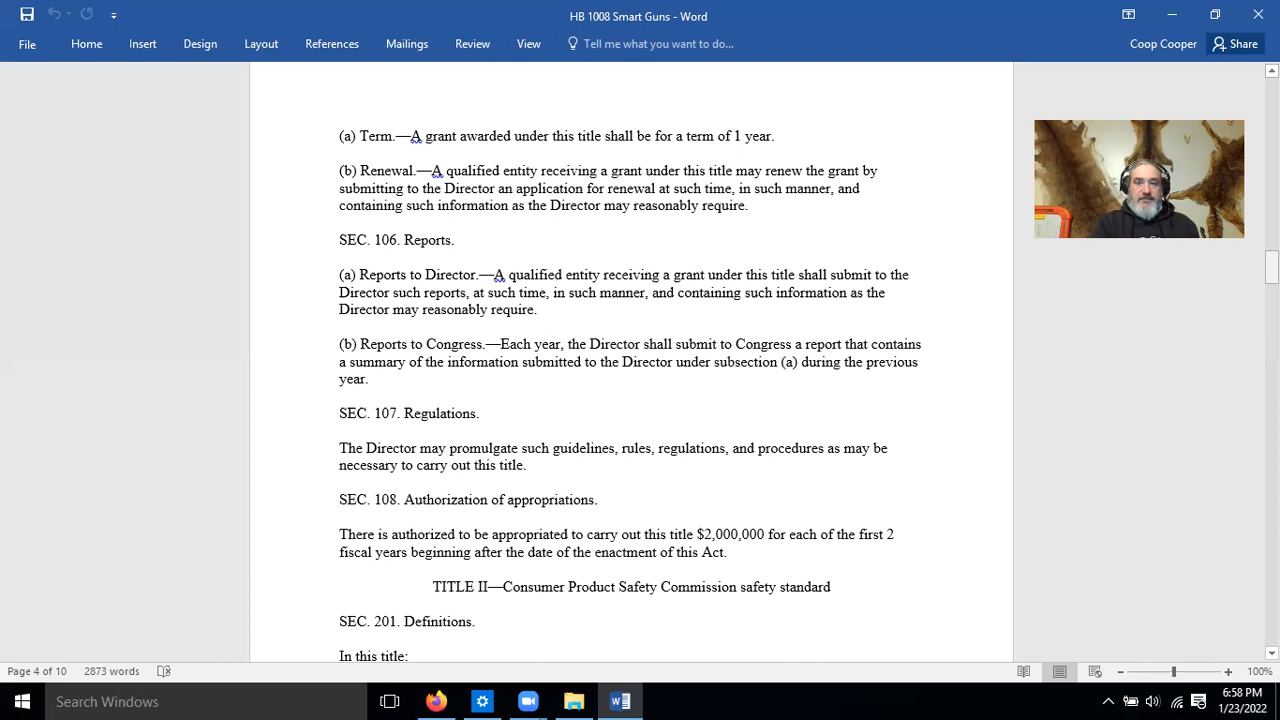 HB 1008 Smart Guns - Word
File Home Insert Design Layout References Mailings Review View Tell me what you want to do... Coop Cooper Share
(a) Term.—A grant awarded under this title shall be for a term of 1 year.
(b) Renewal.—A qualified entity receiving a grant under this title may renew the grant by
submitting to the Director an application for renewal at such time, in such manner, and
containing such information as the Director may reasonably require.
SEC. 106. Reports.
(a) Reports to Director.—A qualified entity receiving a grant under this title shall submit to the
Director such reports, at such time, in such manner, and containing such information as the
Director may reasonably require.
(b) Reports to Congress.—Each year, the Director shall submit to Congress a report that contains
a summary of the information submitted to the Director under subsection (a) during the previous
year.
SEC. 107. Regulations.
The Director may promulgate such guidelines, rules, regulations, and procedures as may be
necessary to carry out this title.
SEC. 108. Authorization of appropriations.
There is authorized to be appropriated to carry out this title $2,000,000 for each of the first 2
fiscal years beginning after the date of the enactment of this Act.
TITLE II—Consumer Product Safety Commission safety standard
SEC. 201. Definitions.
In this title:
Page 4 of 10 2873 words 100%
Search Windows 6:58 PM
1/23/2022